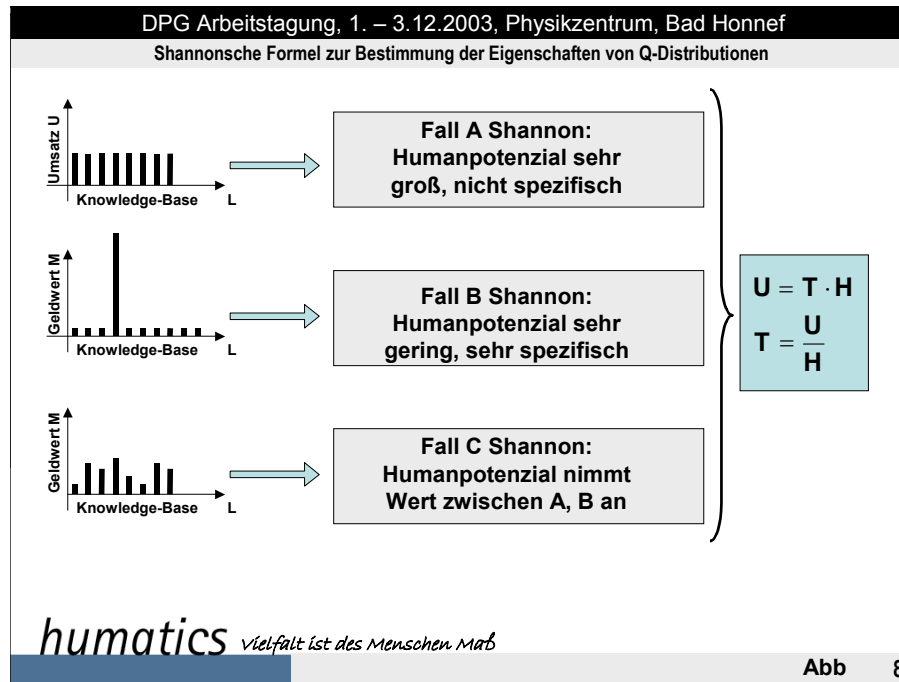 DPG Arbeitstagung, 1. – 3.12.2003, Physikzentrum, Bad Honnef
Shannonsche Formel zur Bestimmung der Eigenschaften von Q-Distributionen
Umsatz U
Knowledge-Base L
Fall A Shannon:
Humanpotenzial sehr
groß, nicht spezifisch
Geldwert M
Knowledge-Base L
Fall B Shannon:
Humanpotenzial sehr
gering, sehr spezifisch
Geldwert M
Knowledge-Base L
Fall C Shannon:
Humanpotenzial nimmt
Wert zwischen A, B an
U = T · H
T = U/H
humatics Vielfalt ist des Menschen Maß
Abb 8